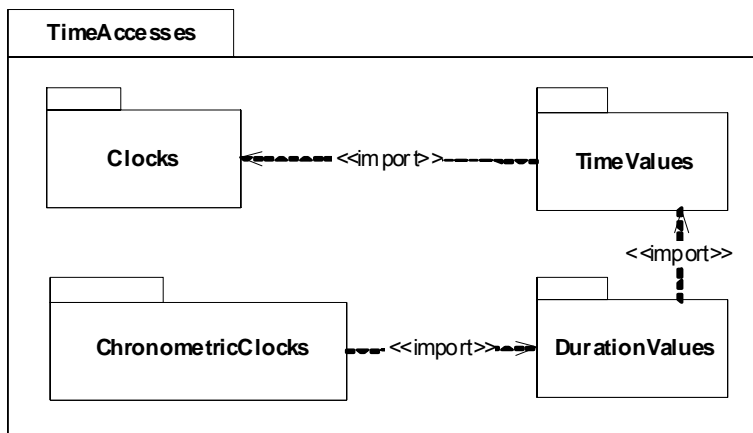 TimeAccesses
Clocks
<<import>>
TimeValues
<<import>>
ChronometricClocks
<<import>>
DurationValues